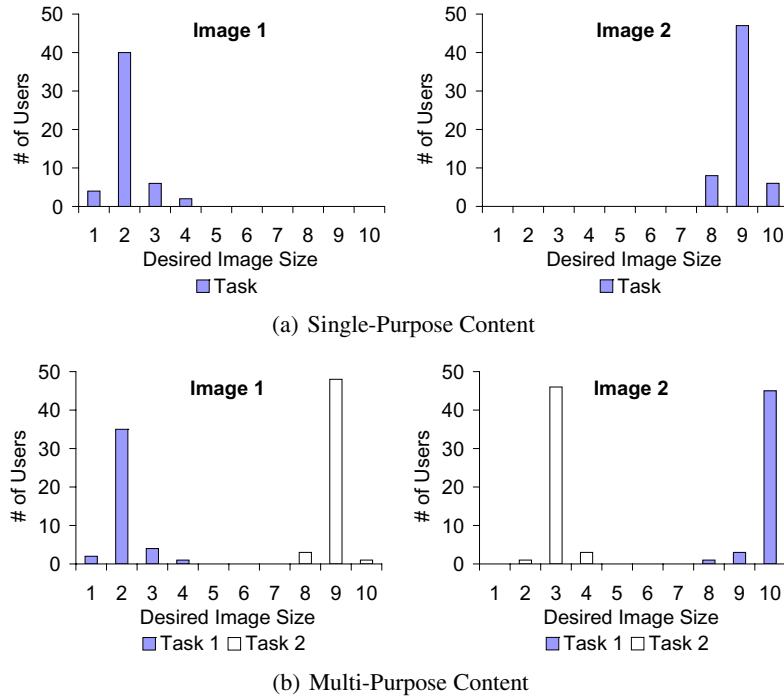 Image 1
50
40
30
20
10
0
# of Users
1 2 3 4 5 6 7 8 9 10
Desired Image Size
Task
Image 2
50
40
30
20
10
0
# of Users
1 2 3 4 5 6 7 8 9 10
Desired Image Size
Task
(a) Single-Purpose Content
Image 1
50
40
30
20
10
0
# of Users
1 2 3 4 5 6 7 8 9 10
Desired Image Size
Task 1 Task 2
Image 2
50
40
30
20
10
0
# of Users
1 2 3 4 5 6 7 8 9 10
Desired Image Size
Task 1 Task 2
(b) Multi-Purpose Content